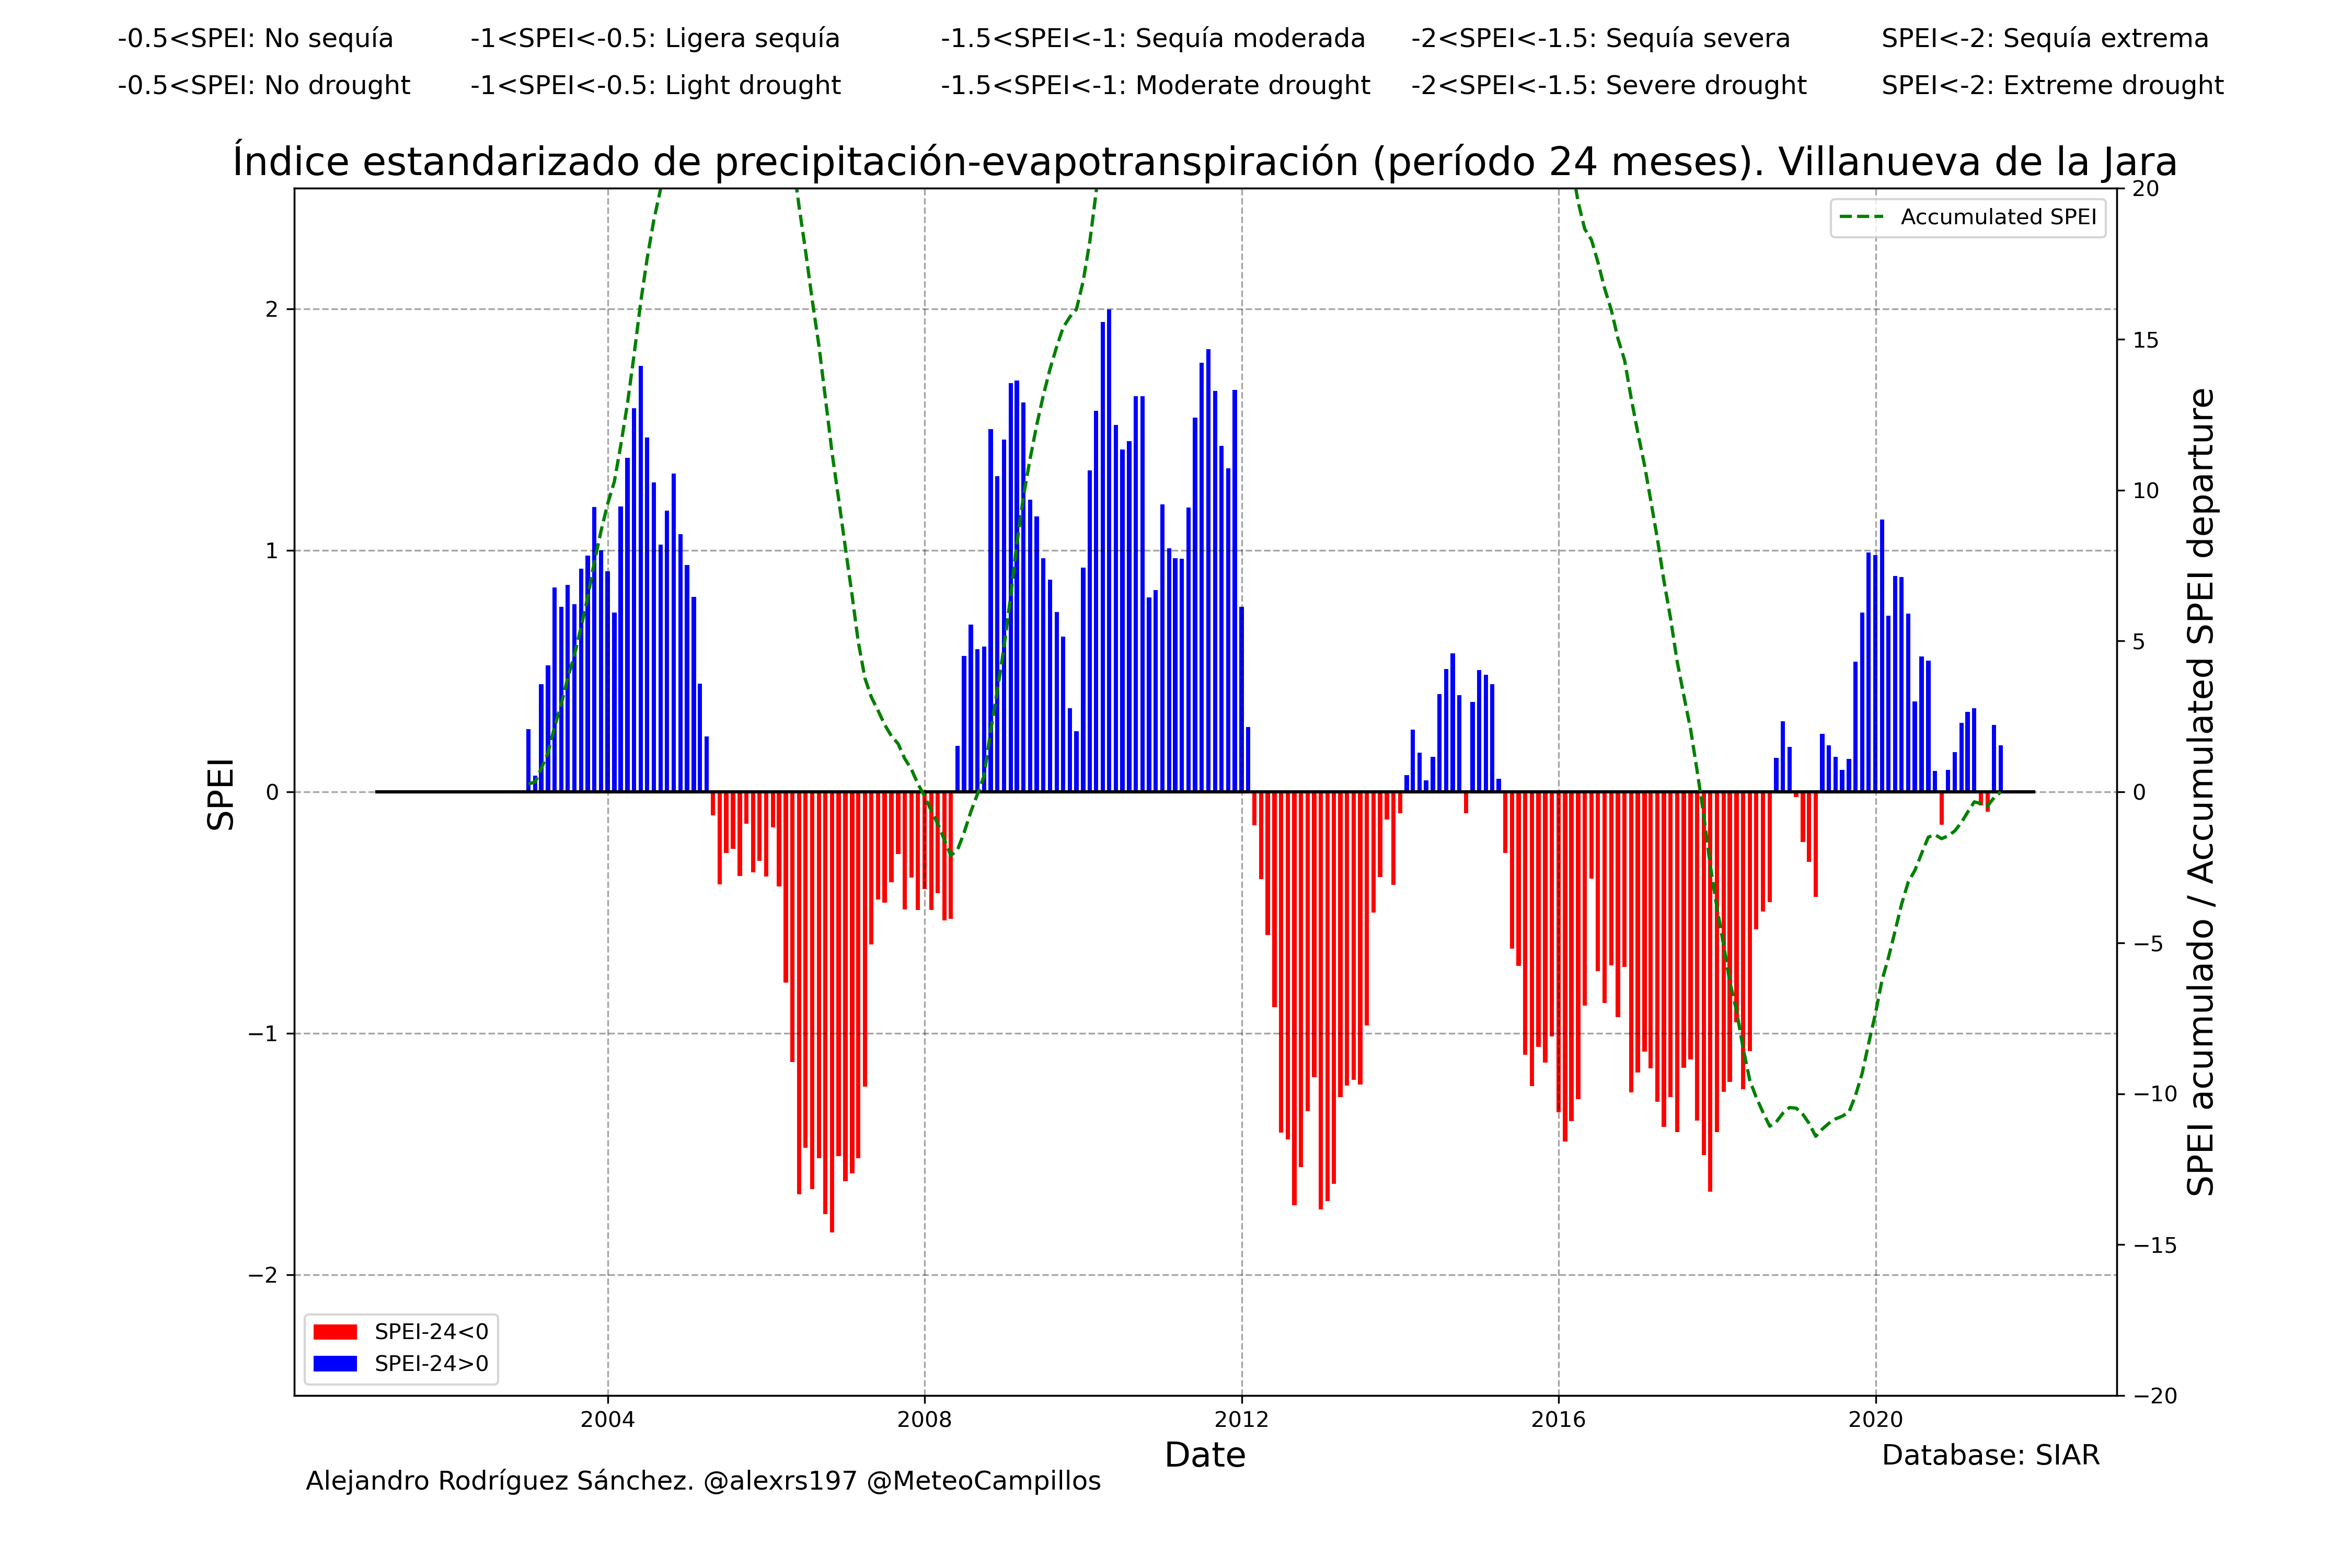 -0.5<SPEI: No sequía -1<SPEI<-0.5: Ligera sequía -1.5<SPEI<-1: Sequía moderada -2<SPEI<-1.5: Sequía severa SPEI<-2: Sequía extrema
-0.5<SPEI: No drought -1<SPEI<-0.5: Light drought -1.5<SPEI<-1: Moderate drought -2<SPEI<-1.5: Severe drought SPEI<-2: Extreme drought
Índice estandarizado de precipitación-evapotranspiración (período 24 meses). Villanueva de la Jara
Accumulated SPEI
SPEI
2
1
0
−1
−2
20
15
10
5
0
−5
−10
−15
−20
SPEI acumulado / Accumulated SPEI departure
SPEI-24<0
SPEI-24>0
2004 2008 2012 2016 2020
Date
Database: SIAR
Alejandro Rodríguez Sánchez. @alexrs197 @MeteoCampillos